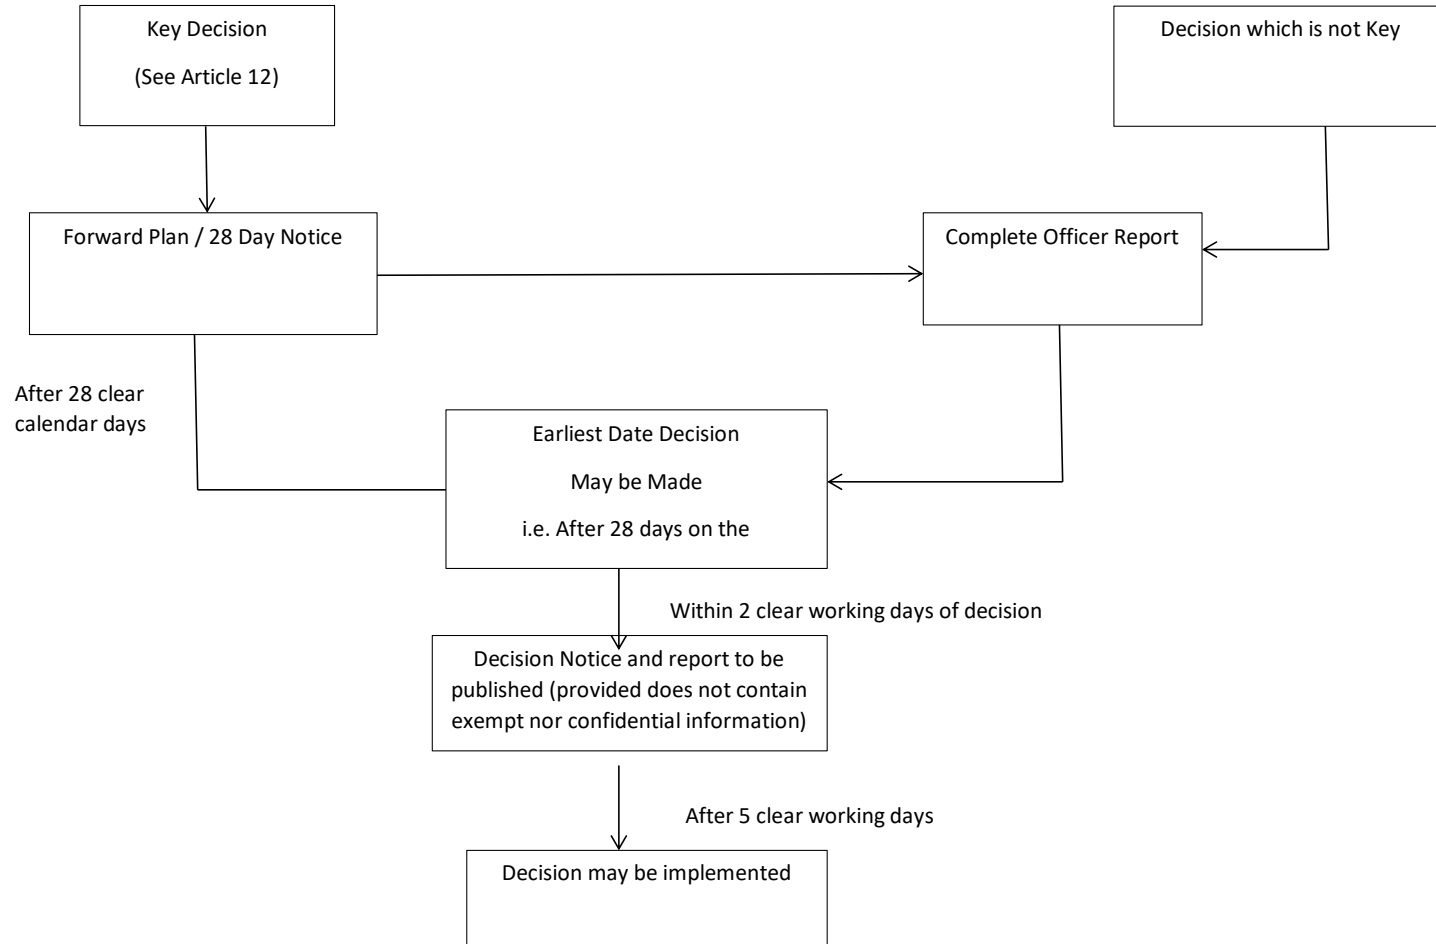 Key Decision
(See Article 12)
Decision which is not Key
Forward Plan / 28 Day Notice
Complete Officer Report
After 28 clear
calendar days
Earliest Date Decision
May be Made
i.e. After 28 days on the
Within 2 clear working days of decision
Decision Notice and report to be
published (provided does not contain
exempt nor confidential information)
After 5 clear working days
Decision may be implemented